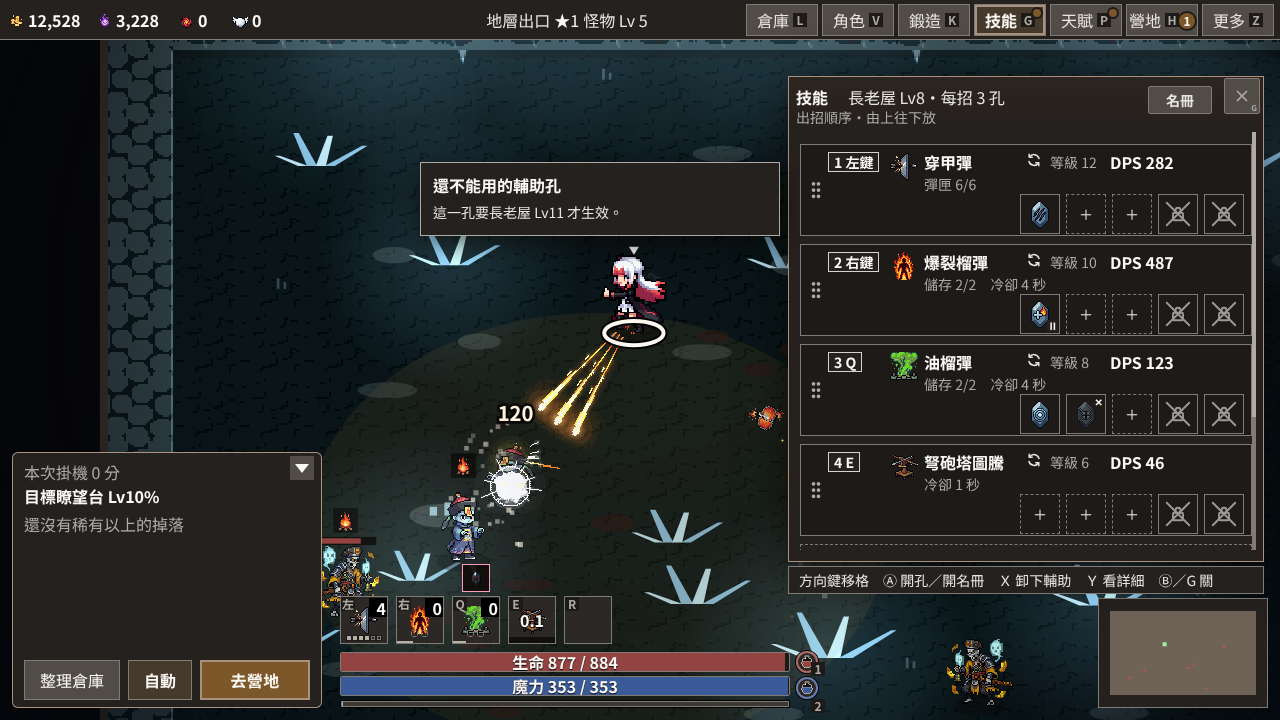 12,528 3,228 0 0
地層出口 ★1 怪物 Lv 5
倉庫 L 角色 V 鍛造 K 技能 G 天賦 P 營地 H 1 更多 Z
技能 長老屋 Lv8・每招 3 孔
名冊
× G
出招順序・由上往下放
1 左鍵 穿甲彈 等級 12 DPS 282
彈匣 6/6
+ +
2 右鍵 爆裂榴彈 等級 10 DPS 487
儲存 2/2 冷卻 4 秒
II + +
3 Q 油榴彈 等級 8 DPS 123
儲存 2/2 冷卻 4 秒
× +
4 E 弩砲塔圖騰 等級 6 DPS 46
冷卻 1 秒
+ + +
方向鍵移格 Ⓐ 開孔／開名冊 X 卸下輔助 Y 看詳細 Ⓑ／G 關
還不能用的輔助孔
這一孔要長老屋 Lv11 才生效。
120
本次掛機 0 分
目標瞭望台 Lv10%
還沒有稀有以上的掉落
整理倉庫 自動 去營地
左 4 右 0 Q 0 E 0.1 R
生命 877 / 884
1
魔力 353 / 353
2